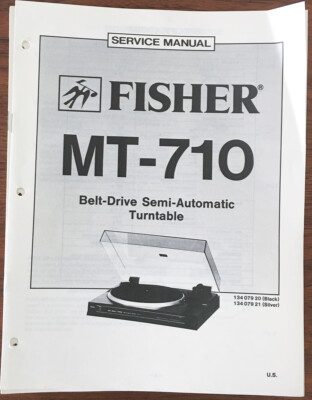 SERVICE MANUAL
FISHER®
MT-710
Belt-Drive Semi-Automatic
Turntable
134 079 20 (Black)
134 079 21 (Silver)
U.S.